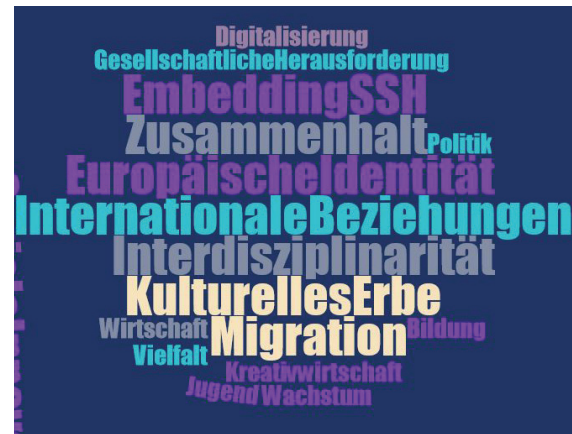 Digitalisierung
GesellschaftlicheHerausforderung
EmbeddingSSH
Zusammenhalt Politik
EuropäischeIdentität
InternationaleBeziehungen
Interdisziplinarität
KulturellesErbe
Wirtschaft Migration Bildung
Vielfalt
Kreativwirtschaft
Jugend Wachstum